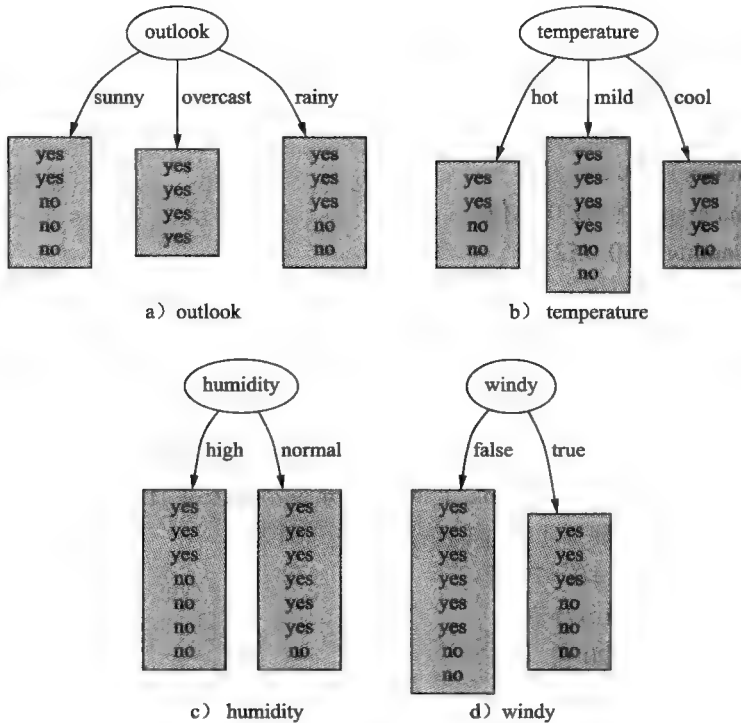 outlook
sunny
overcast
rainy
yes
yes
no
no
no
yes
yes
yes
yes
yes
yes
yes
no
no
a) outlook
temperature
hot
mild
cool
yes
yes
no
no
yes
yes
yes
yes
no
no
yes
yes
yes
no
b) temperature
humidity
high
normal
yes
yes
yes
no
no
no
no
yes
yes
yes
yes
yes
yes
no
c) humidity
windy
false
true
yes
yes
yes
yes
yes
yes
no
no
yes
yes
yes
no
no
no
d) windy